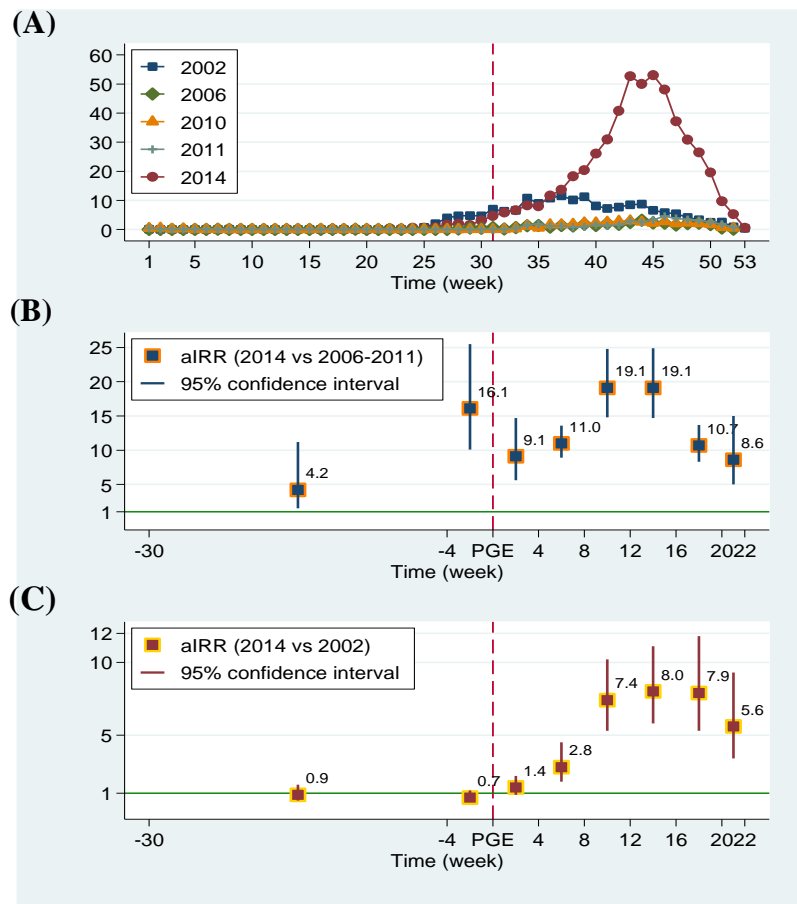 (A)
60
50
40
30
20
10
0
2002
2006
2010
2011
2014
1 5 10 15 20 25 30 35 40 45 50 53
Time (week)
(B)
25
20
15
10
5
1
aIRR (2014 vs 2006-2011)
95% confidence interval
4.2
16.1
9.1
11.0
19.1
19.1
10.7
8.6
-30 -4 PGE 4 8 12 16 2022
Time (week)
(C)
12
10
5
1
aIRR (2014 vs 2002)
95% confidence interval
0.9
0.7
1.4
2.8
7.4
8.0
7.9
5.6
-30 -4 PGE 4 8 12 16 2022
Time (week)